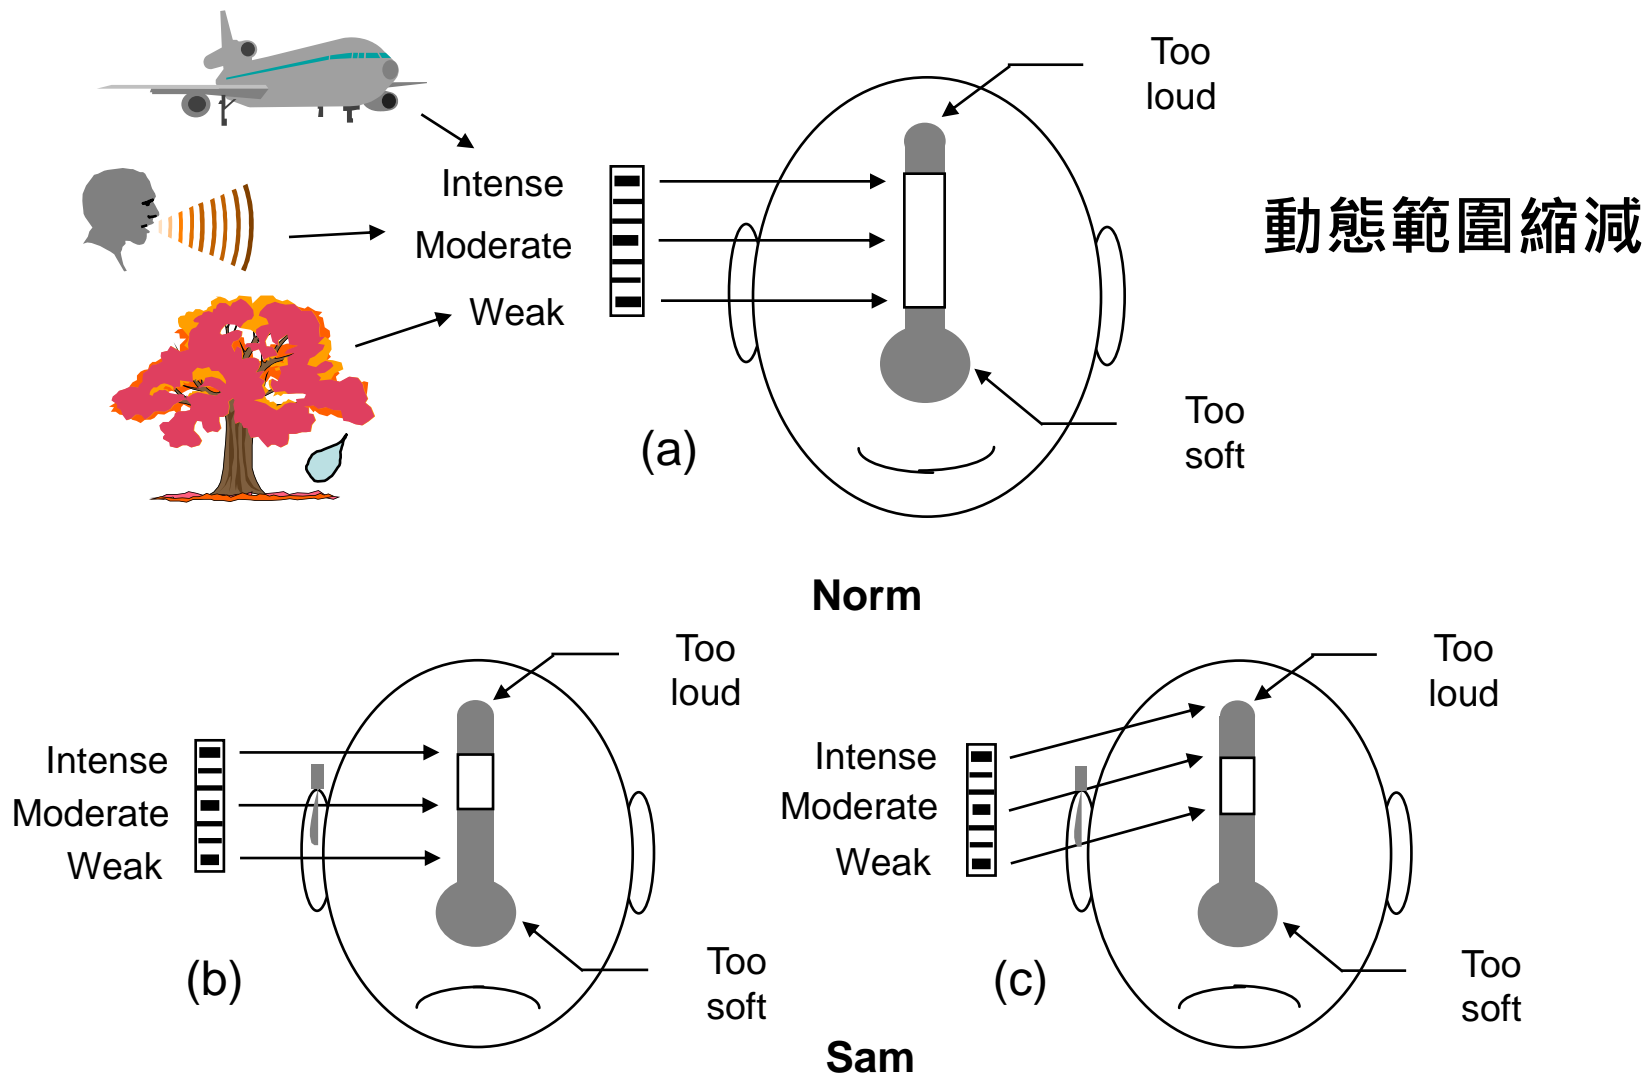 Too
loud
Intense
Moderate
Weak
動態範圍縮減
Too
soft
(a)
Norm
Too
loud
Intense
Moderate
Weak
Too
soft
(b)
Too
loud
Intense
Moderate
Weak
Too
soft
(c)
Sam